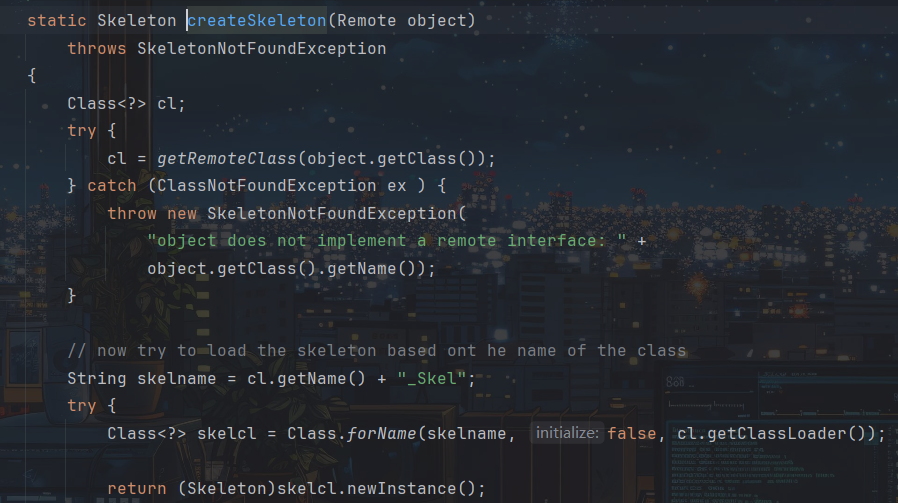 static Skeleton createSkeleton(Remote object)
throws SkeletonNotFoundException
{
Class<?> cl;
try {
cl = getRemoteClass(object.getClass());
} catch (ClassNotFoundException ex ) {
throw new SkeletonNotFoundException(
"object does not implement a remote interface: " +
object.getClass().getName());
}
// now try to load the skeleton based ont he name of the class
String skelname = cl.getName() + "_Skel";
try {
Class<?> skelcl = Class.forName(skelname, initialize: false, cl.getClassLoader());
return (Skeleton)skelcl.newInstance();